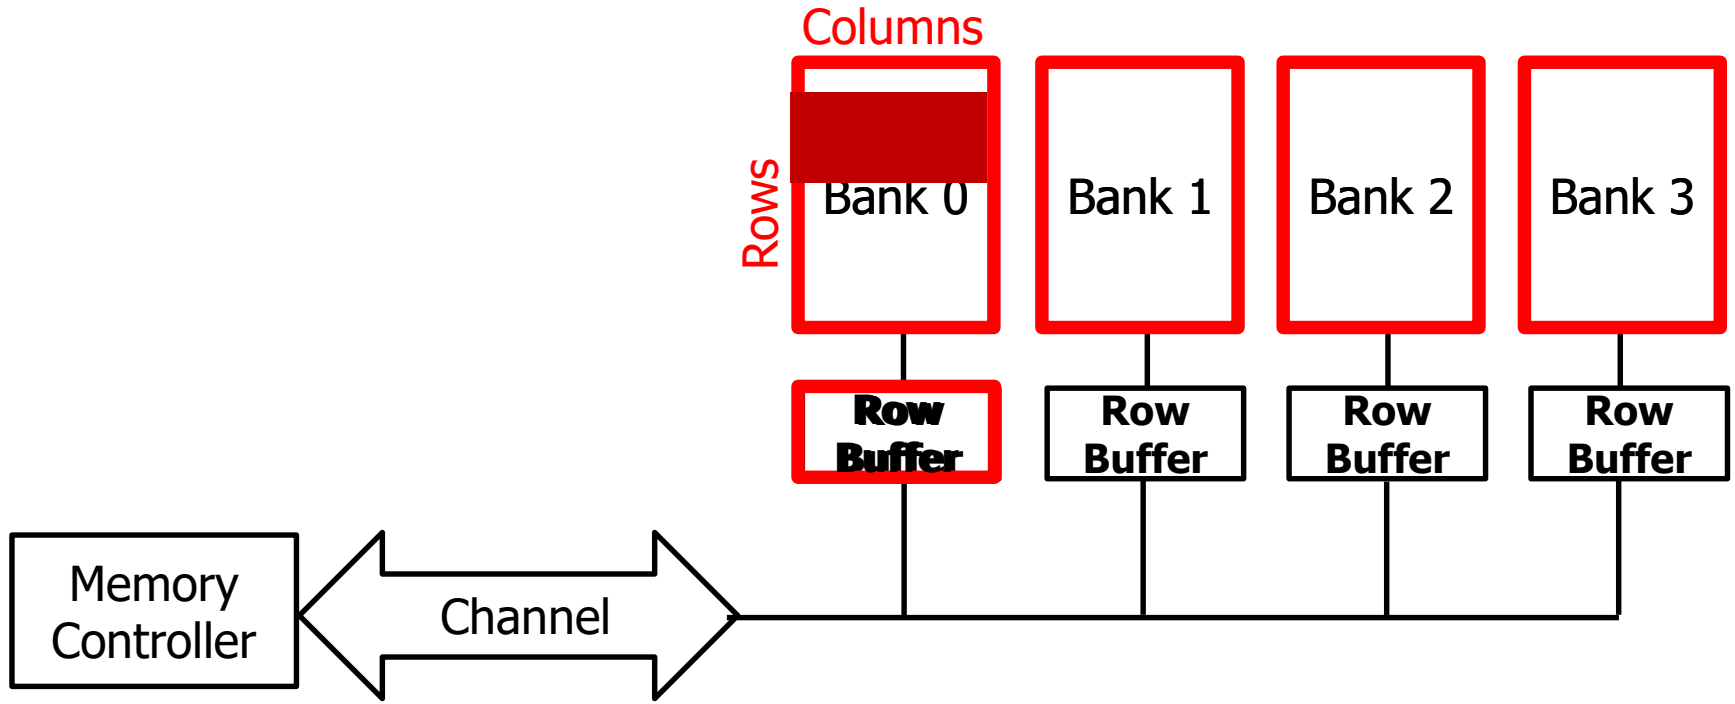 Columns
Rows
Bank 0
Bank 1
Bank 2
Bank 3
Row
Buffer
Row
Buffer
Row
Buffer
Row
Buffer
Memory
Controller
Channel